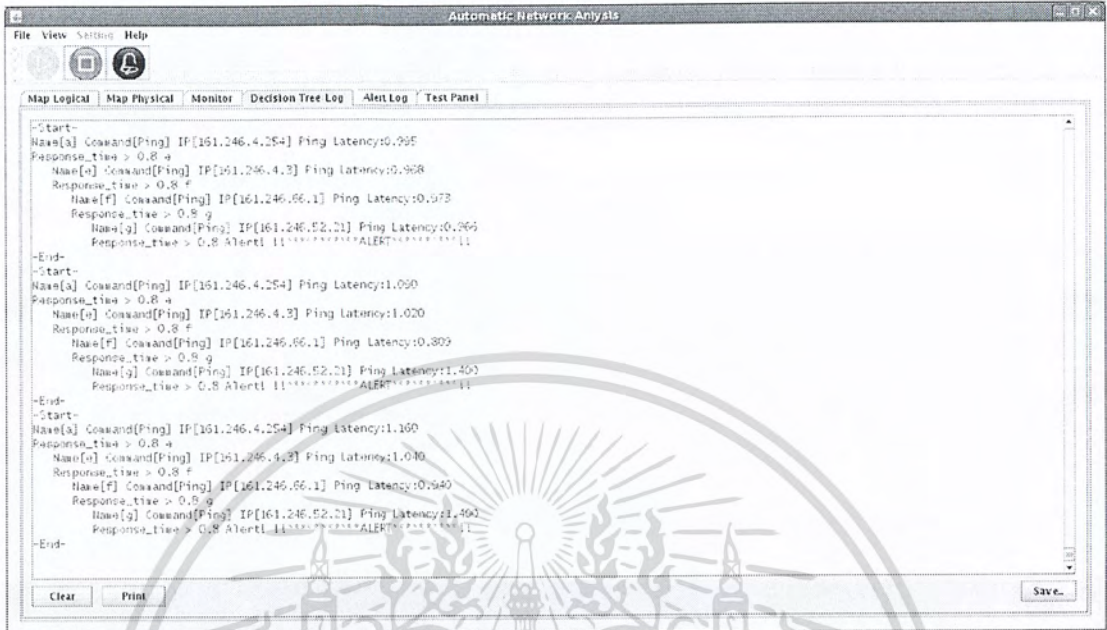 Automatic Network Anlysis
File View Setting Help
Map Logical Map Physical Monitor Decision Tree Log Alert Log Test Panel
-Start-
Name[a] Command[Ping] IP[161.246.4.254] Ping Latency:0.995
Response_time > 0.8 e
Name[e] Command[Ping] IP[161.246.4.3] Ping Latency:0.968
Response_time > 0.8 f
Name[f] Command[Ping] IP[161.246.66.1] Ping Latency:0.973
Response_time > 0.8 g
Name[g] Command[Ping] IP[161.246.52.21] Ping Latency:0.966
Response_time > 0.8 Alert!
-End-
-Start-
Name[a] Command[Ping] IP[161.246.4.254] Ping Latency:1.090
Response_time > 0.8 e
Name[e] Command[Ping] IP[161.246.4.3] Ping Latency:1.020
Response_time > 0.8 f
Name[f] Command[Ping] IP[161.246.66.1] Ping Latency:0.809
Response_time > 0.8 g
Name[g] Command[Ping] IP[161.246.52.21] Ping Latency:1.400
Response_time > 0.8 Alert!
-End-
-Start-
Name[a] Command[Ping] IP[161.246.4.254] Ping Latency:1.160
Response_time > 0.8 e
Name[e] Command[Ping] IP[161.246.4.3] Ping Latency:1.040
Response_time > 0.8 f
Name[f] Command[Ping] IP[161.246.66.1] Ping Latency:0.940
Response_time > 0.8 g
Name[g] Command[Ping] IP[161.246.52.21] Ping Latency:1.490
Response_time > 0.8 Alert!
-End-
Clear Print Save...